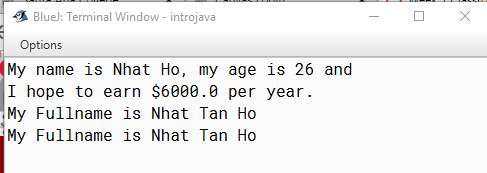 BlueJ: Terminal Window - introjava
Options
My name is Nhat Ho, my age is 26 and
I hope to earn $6000.0 per year.
My Fullname is Nhat Tan Ho
My Fullname is Nhat Tan Ho